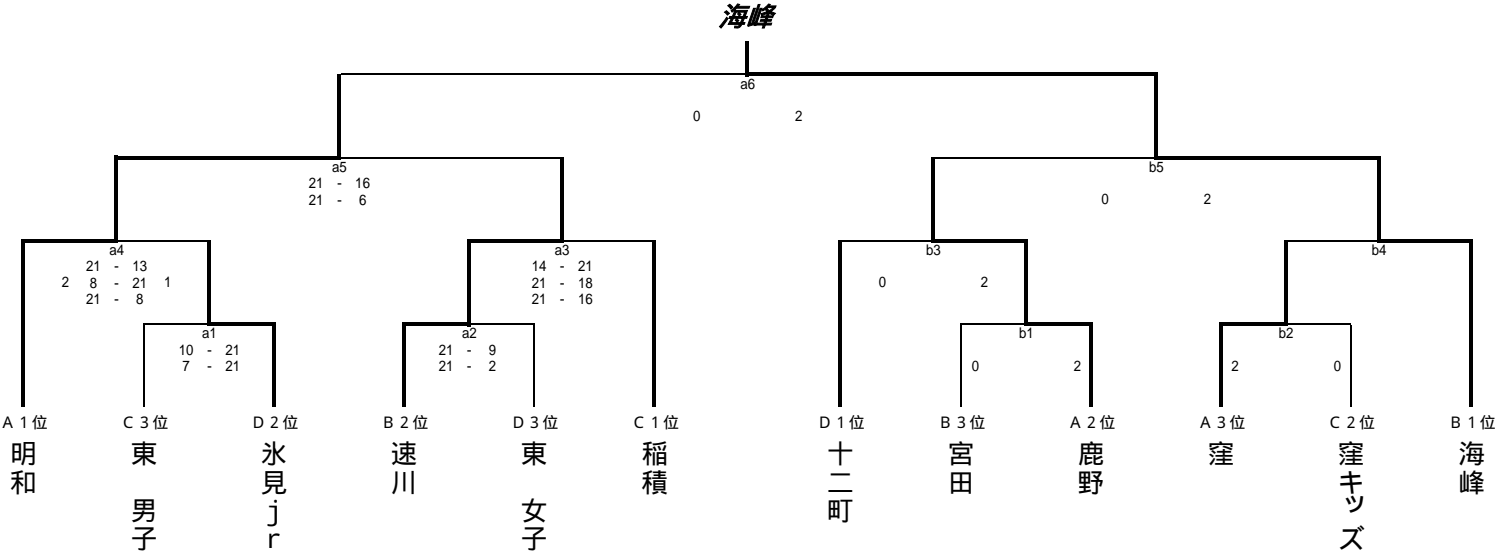 海峰
a6
0 2
a5 b5
21 - 16
21 - 6 0 2
a4 a3 b3 b4
21 - 13 14 - 21
2 8 - 21 1 21 - 18 0 2
21 - 8 21 - 16
a1 a2 b1 b2
10 - 21 21 - 9
7 - 21 21 - 2 0 2 2 0
A 1 位 C 3 位 D 2 位 B 2 位 D 3 位 C 1 位 D 1 位 B 3 位 A 2 位 A 3 位 C 2 位 B 1 位
明和
東 男子
氷見jr
速川
東 女子
稲積
十二町
宮田
鹿野
窪
窪キッズ
海峰